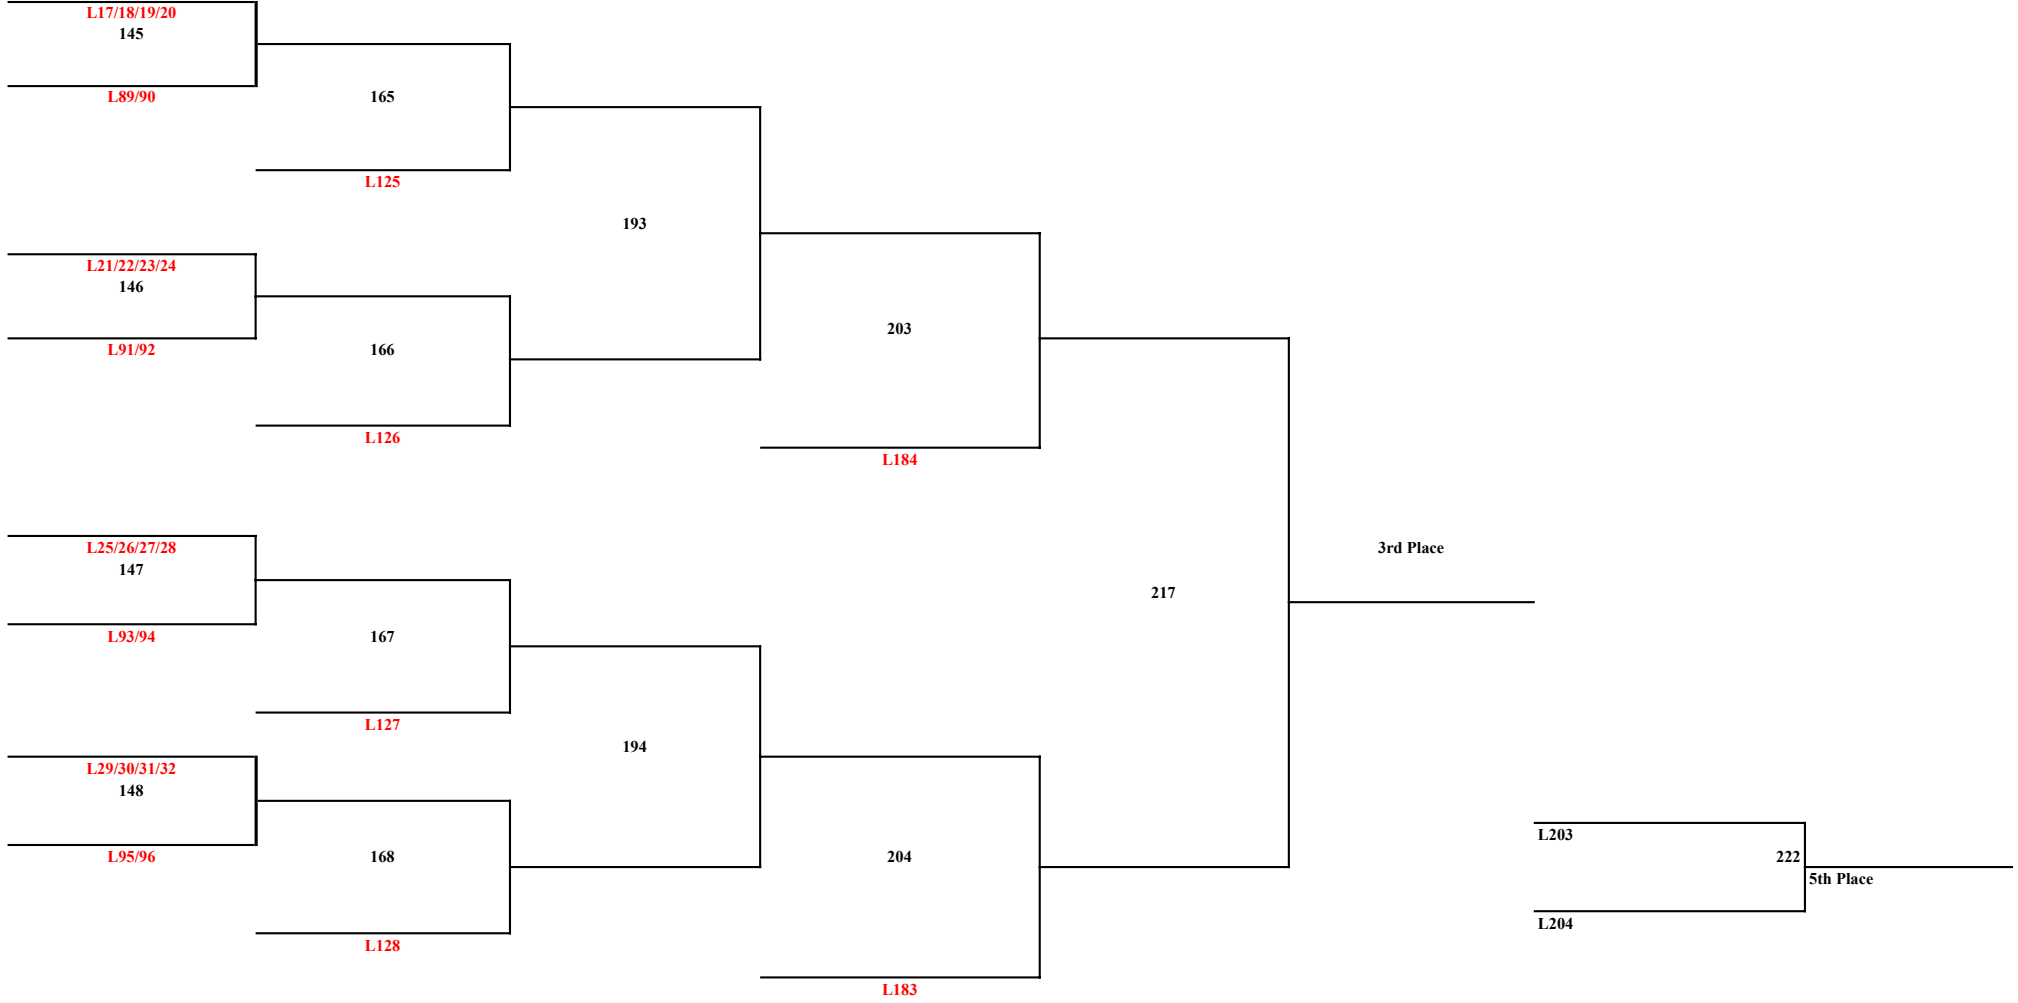 L17/18/19/20
145
L89/90
165
L125
193
L21/22/23/24
146
L91/92
166
L126
203
L184
L25/26/27/28
147
L93/94
167
L127
217
3rd Place
194
L29/30/31/32
148
L95/96
168
L128
204
L183
L203
222
5th Place
L204